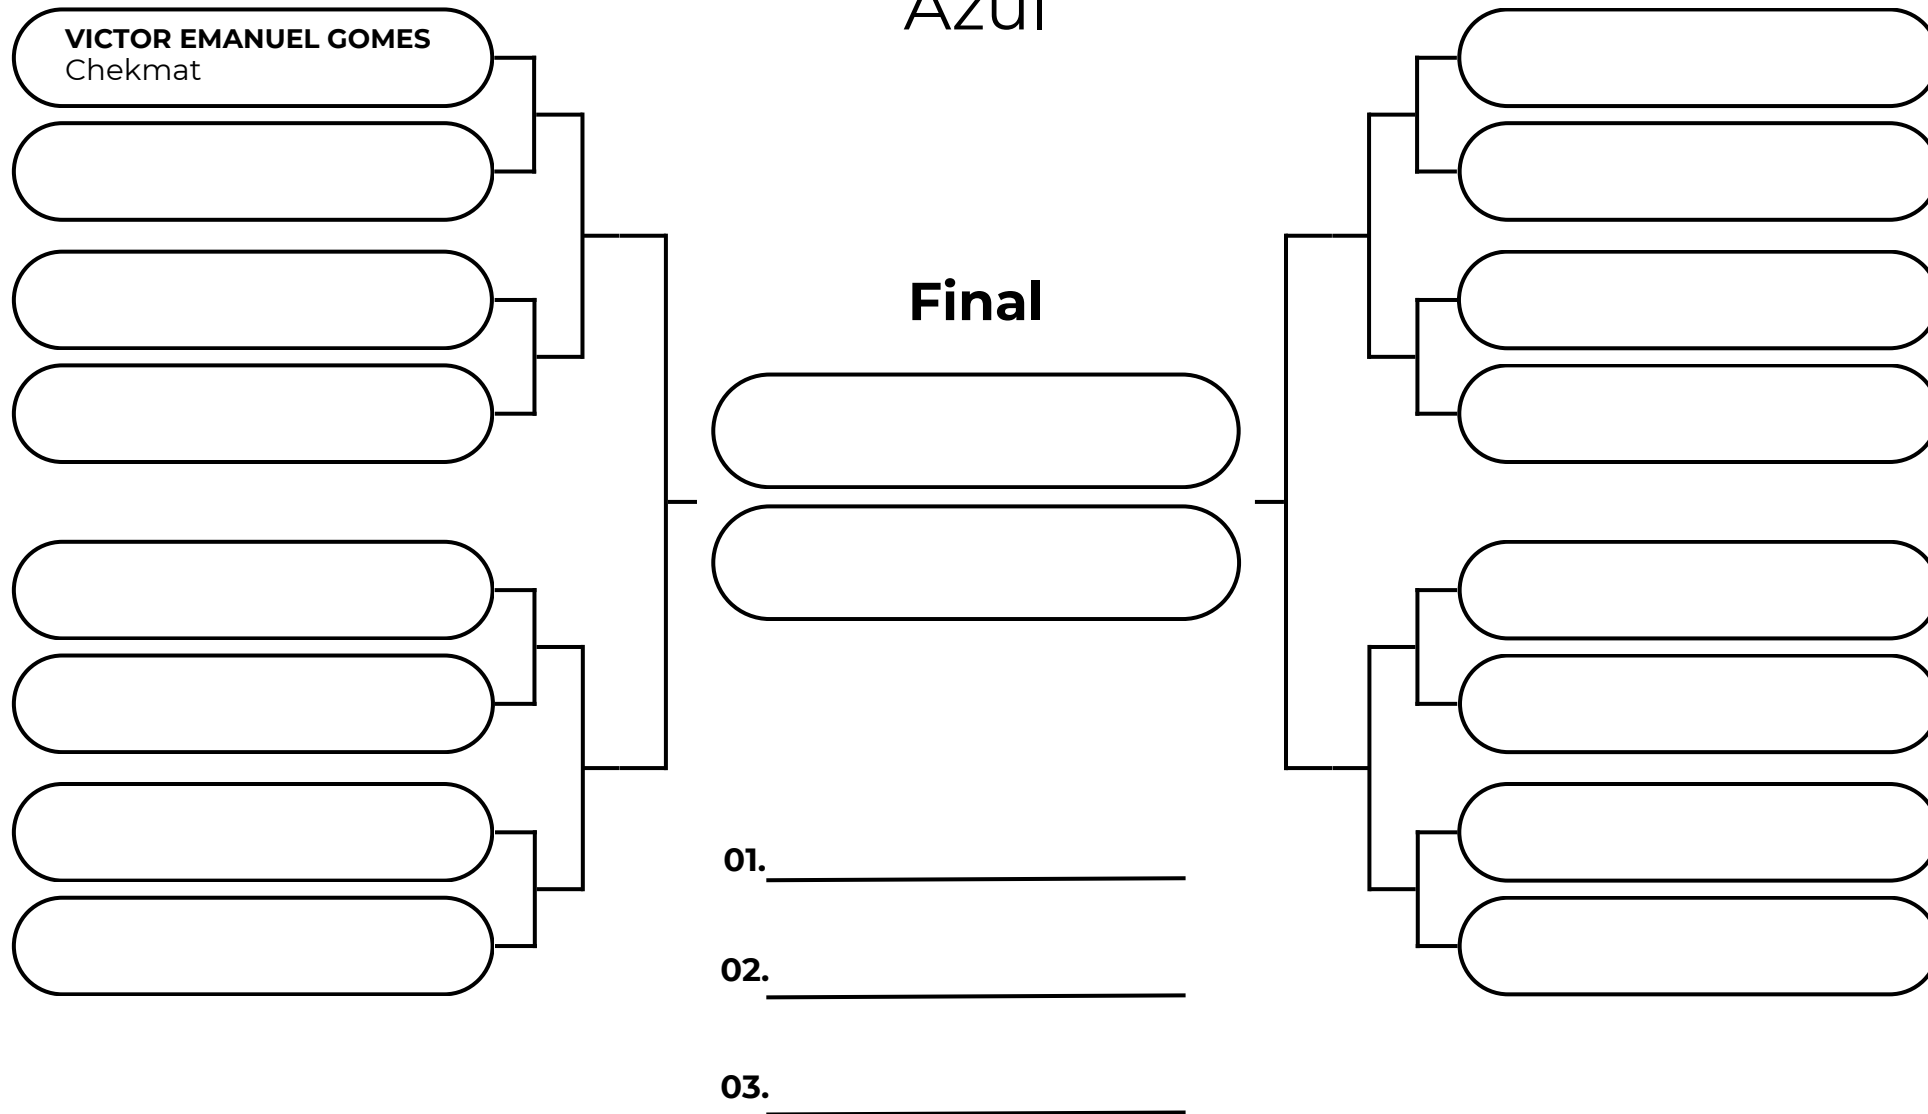 Azul
VICTOR EMANUEL GOMES
Chekmat
Final
01.
02.
03.